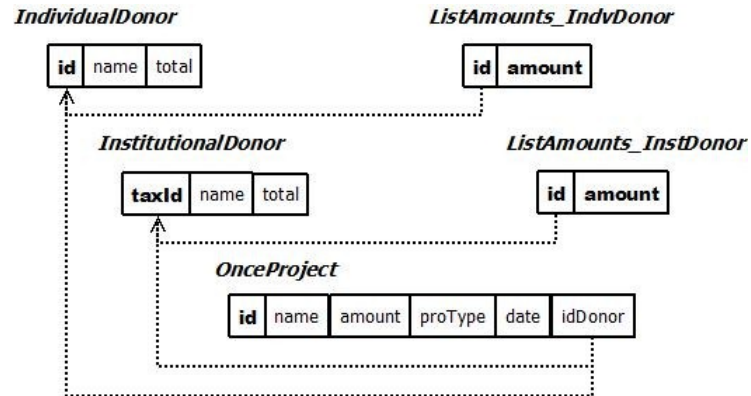 IndividualDonor ListAmounts_IndvDonor
id name total id amount
InstitutionalDonor ListAmounts_InstDonor
taxId name total id amount
OnceProject
id name amount proType date idDonor